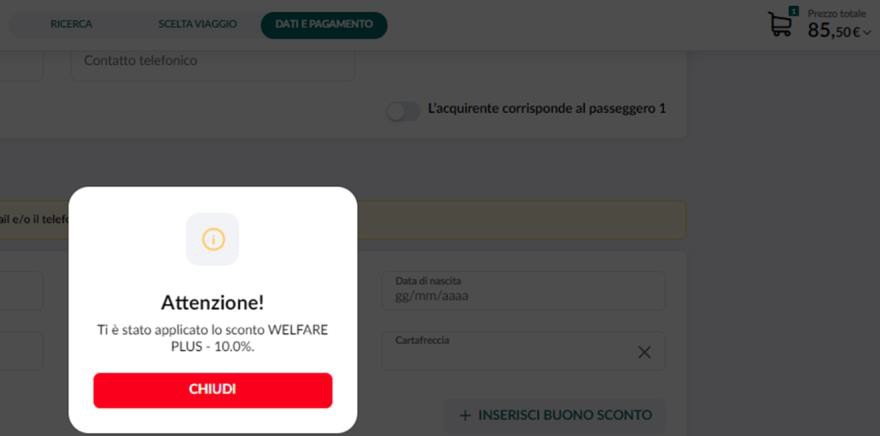 RICERCA
SCELTA VIAGGIO
DATI E PAGAMENTO
1
Prezzo totale
85,50 €
Contatto telefonico
L'acquirente corrisponde al passeggero 1
ail e/o il telefo
Attenzione!
Ti è stato applicato lo sconto WELFARE
PLUS - 10.0%.
CHIUDI
Data di nascita
gg/mm/aaaa
Cartafreccia
+ INSERISCI BUONO SCONTO